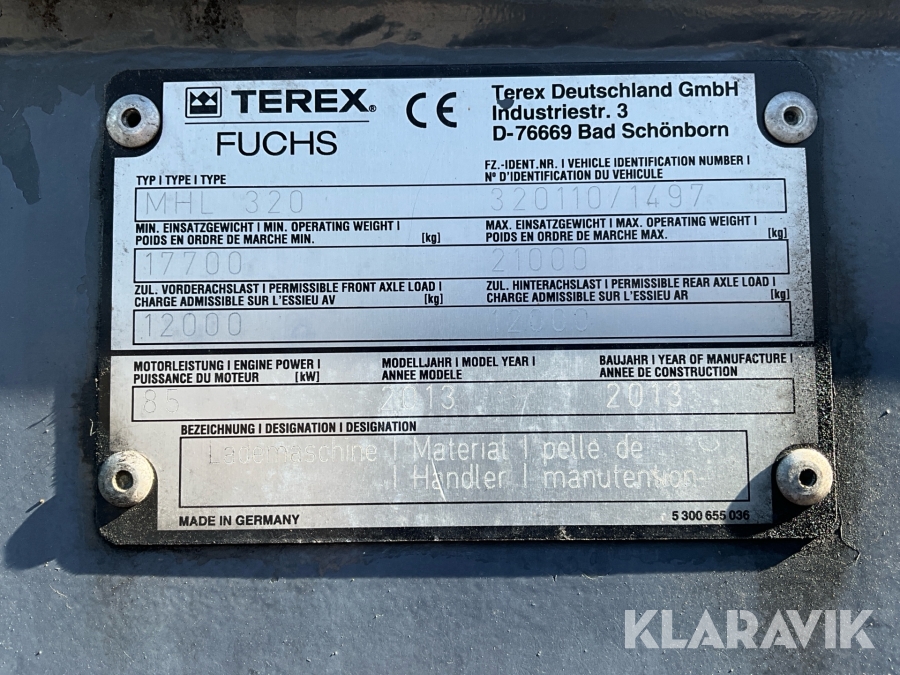 TEREX®
FUCHS
CE
Terex Deutschland GmbH
Industriestr. 3
D-76669 Bad Schönborn
TYP | TYPE | TYPE
MHL 320
FZ.-IDENT.NR. | VEHICLE IDENTIFICATION NUMBER |
N° D'IDENTIFICATION DU VÉHICULE
320110/1497
MIN. EINSATZGEWICHT | MIN. OPERATING WEIGHT |
POIDS EN ORDRE DE MARCHE MIN. [kg]
17700
MAX. EINSATZGEWICHT | MAX. OPERATING WEIGHT |
POIDS EN ORDRE DU MARCHE MAX. [kg]
21000
ZUL. VORDERACHSLAST | PERMISSIBLE FRONT AXLE LOAD |
CHARGE ADMISSIBLE SUR L'ESSIEU AV [kg]
12000
ZUL. HINTERACHSLAST | PERMISSIBLE REAR AXLE LOAD |
CHARGE ADMISSIBLE SUR L'ESSIEU AR [kg]
12000
MOTORLEISTUNG | ENGINE POWER |
PUISSANCE DU MOTEUR [kW]
85
MODELLJAHR | MODEL YEAR |
ANNEE MODELE
2013
BAUJAHR | YEAR OF MANUFACTURE |
ANNEE DE CONSTRUCTION
2013
BEZEICHNUNG | DESIGNATION | DESIGNATION
Lademaschine | Material | pelle de
| Handler | manutention
MADE IN GERMANY
5 300 655 036
KLARAVIK